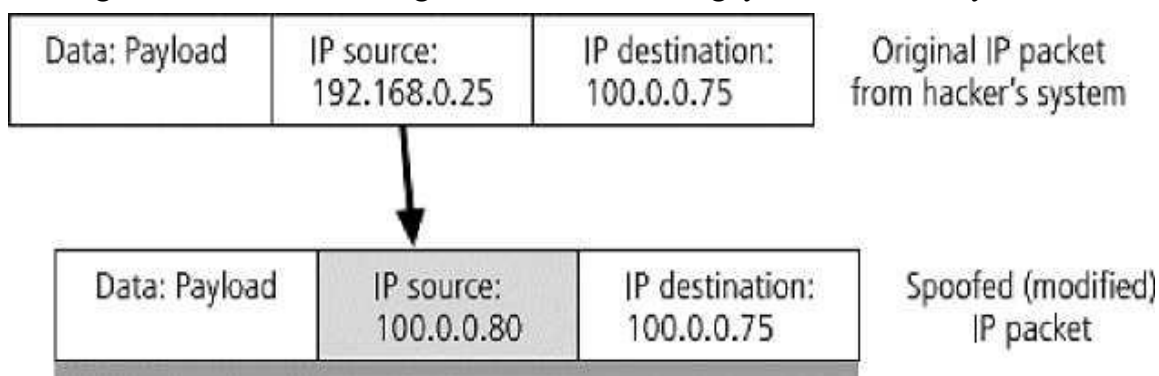 Data: Payload
IP source:
192.168.0.25
IP destination:
100.0.0.75
Original IP packet
from hacker's system
Data: Payload
IP source:
100.0.0.80
IP destination:
100.0.0.75
Spoofed (modified)
IP packet